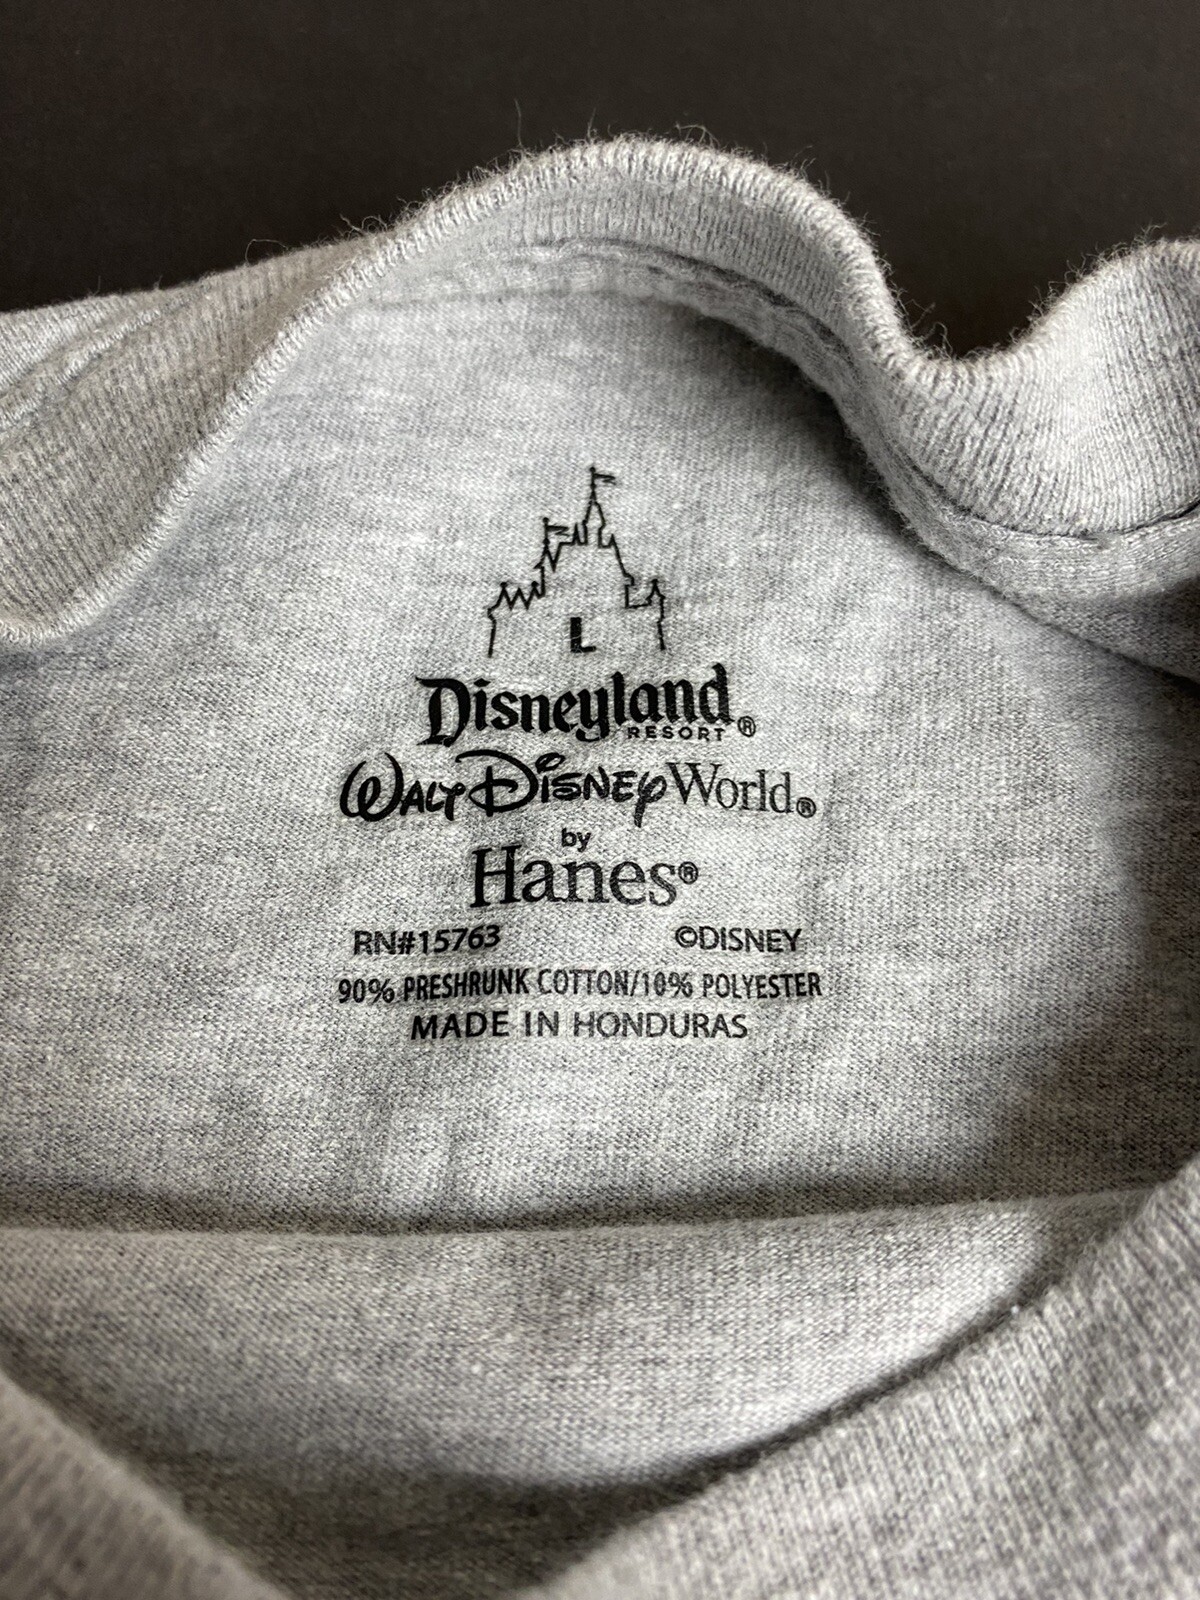 L
Disneyland®
RESORT
Walt Disney World®
by
Hanes®
RN#15763 ©DISNEY
90% PRESHRUNK COTTON/10% POLYESTER
MADE IN HONDURAS